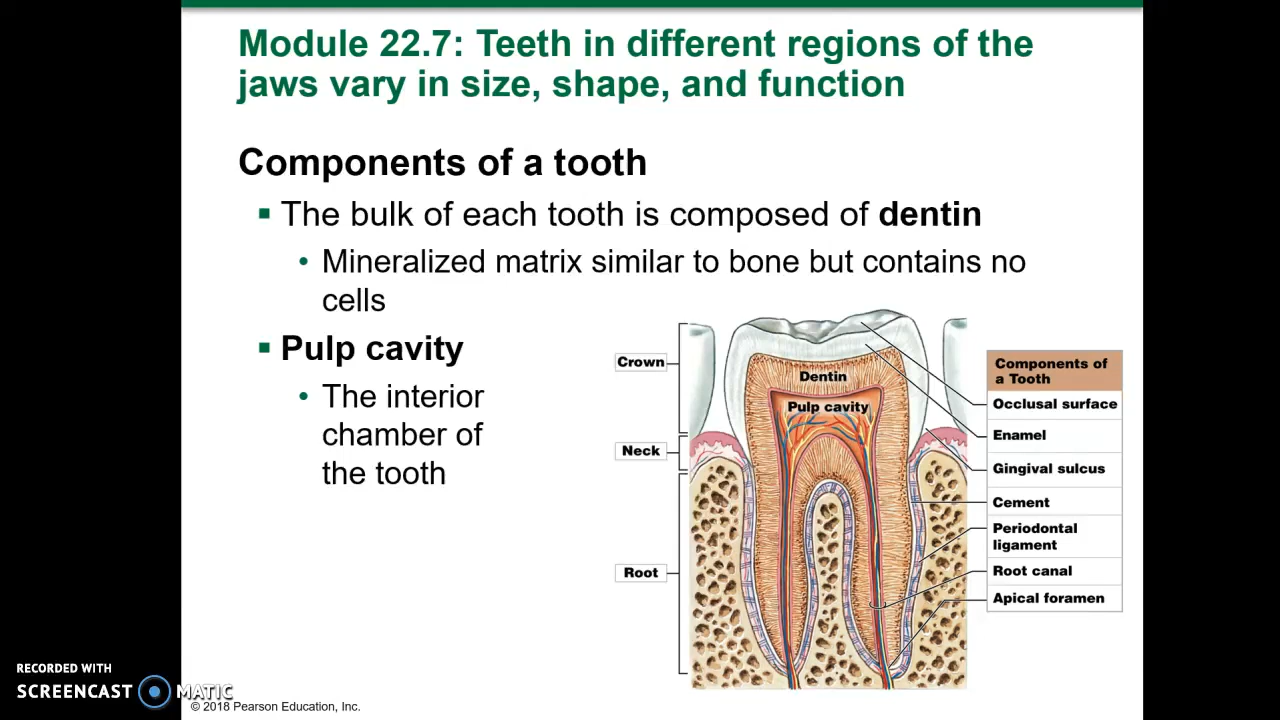 Module 22.7: Teeth in different regions of the
jaws vary in size, shape, and function
Components of a tooth
▪ The bulk of each tooth is composed of dentin
• Mineralized matrix similar to bone but contains no
cells
▪ Pulp cavity
• The interior
chamber of
the tooth
Crown
Neck
Root
Dentin
Pulp cavity
Components of
a Tooth
Occlusal surface
Enamel
Gingival sulcus
Cement
Periodontal
ligament
Root canal
Apical foramen
RECORDED WITH
SCREENCAST MATIC
© 2018 Pearson Education, Inc.